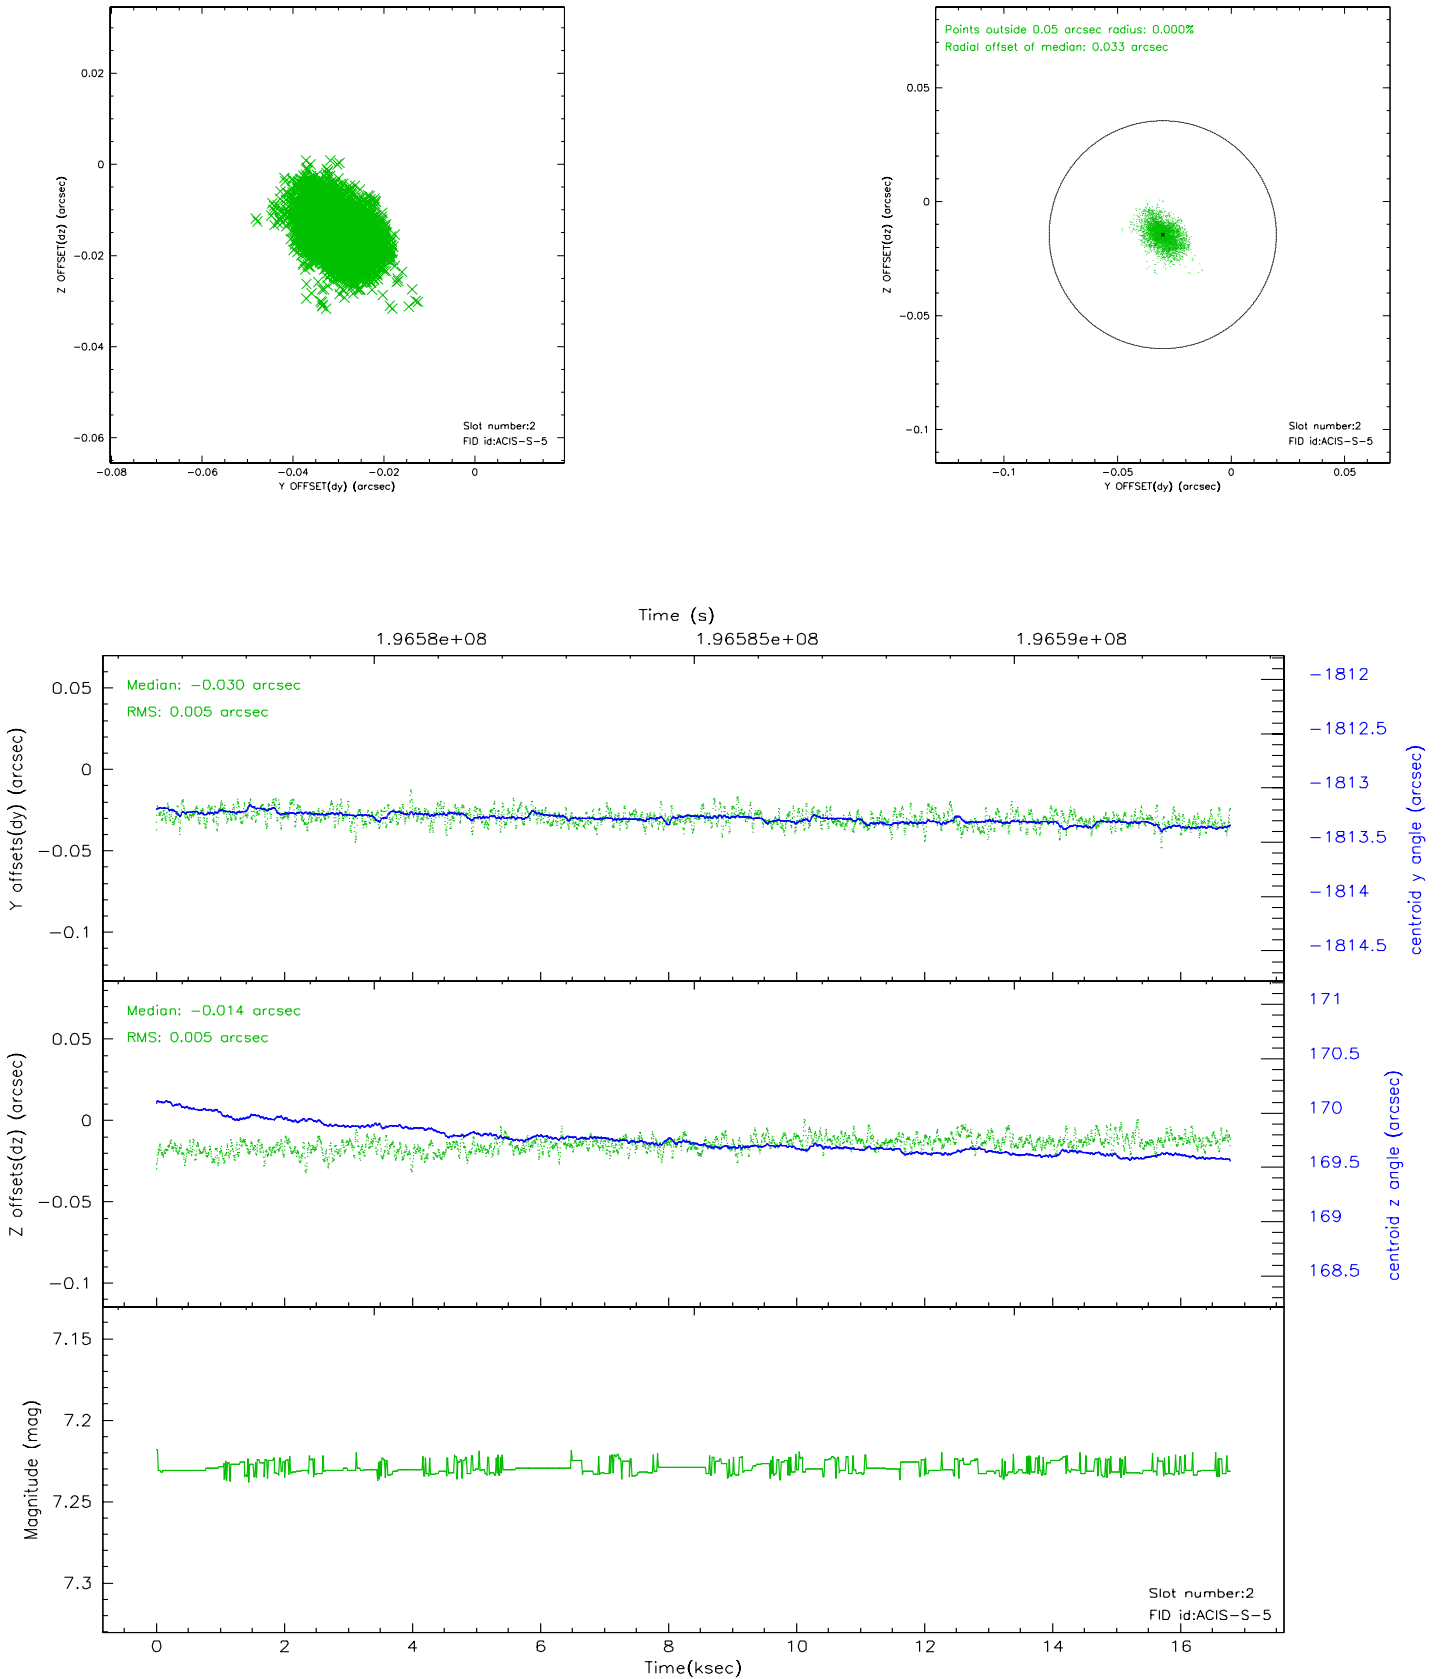 0.02
0
-0.02
-0.04
-0.06
Z OFFSET(dz) (arcsec)
Slot number:2
FID id:ACIS-S-5
-0.08 -0.06 -0.04 -0.02 0
Y OFFSET(dy) (arcsec)
Points outside 0.05 arcsec radius: 0.000%
Radial offset of median: 0.033 arcsec
0.05
0
-0.05
-0.1
Z OFFSET(dz) (arcsec)
Slot number:2
FID id:ACIS-S-5
-0.1 -0.05 0 0.05
Y OFFSET(dy) (arcsec)
Time (s)
1.9658e+08 1.96585e+08 1.9659e+08
Median: -0.030 arcsec
RMS: 0.005 arcsec
0.05
0
-0.05
-0.1
Y offsets(dy) (arcsec)
-1812
-1812.5
-1813
-1813.5
-1814
-1814.5
centroid y angle (arcsec)
Median: -0.014 arcsec
RMS: 0.005 arcsec
0.05
0
-0.05
-0.1
Z offsets(dz) (arcsec)
171
170.5
170
169.5
169
168.5
centroid z angle (arcsec)
7.15
7.2
7.25
7.3
Magnitude (mag)
Slot number:2
FID id:ACIS-S-5
0 2 4 6 8 10 12 14 16
Time(ksec)